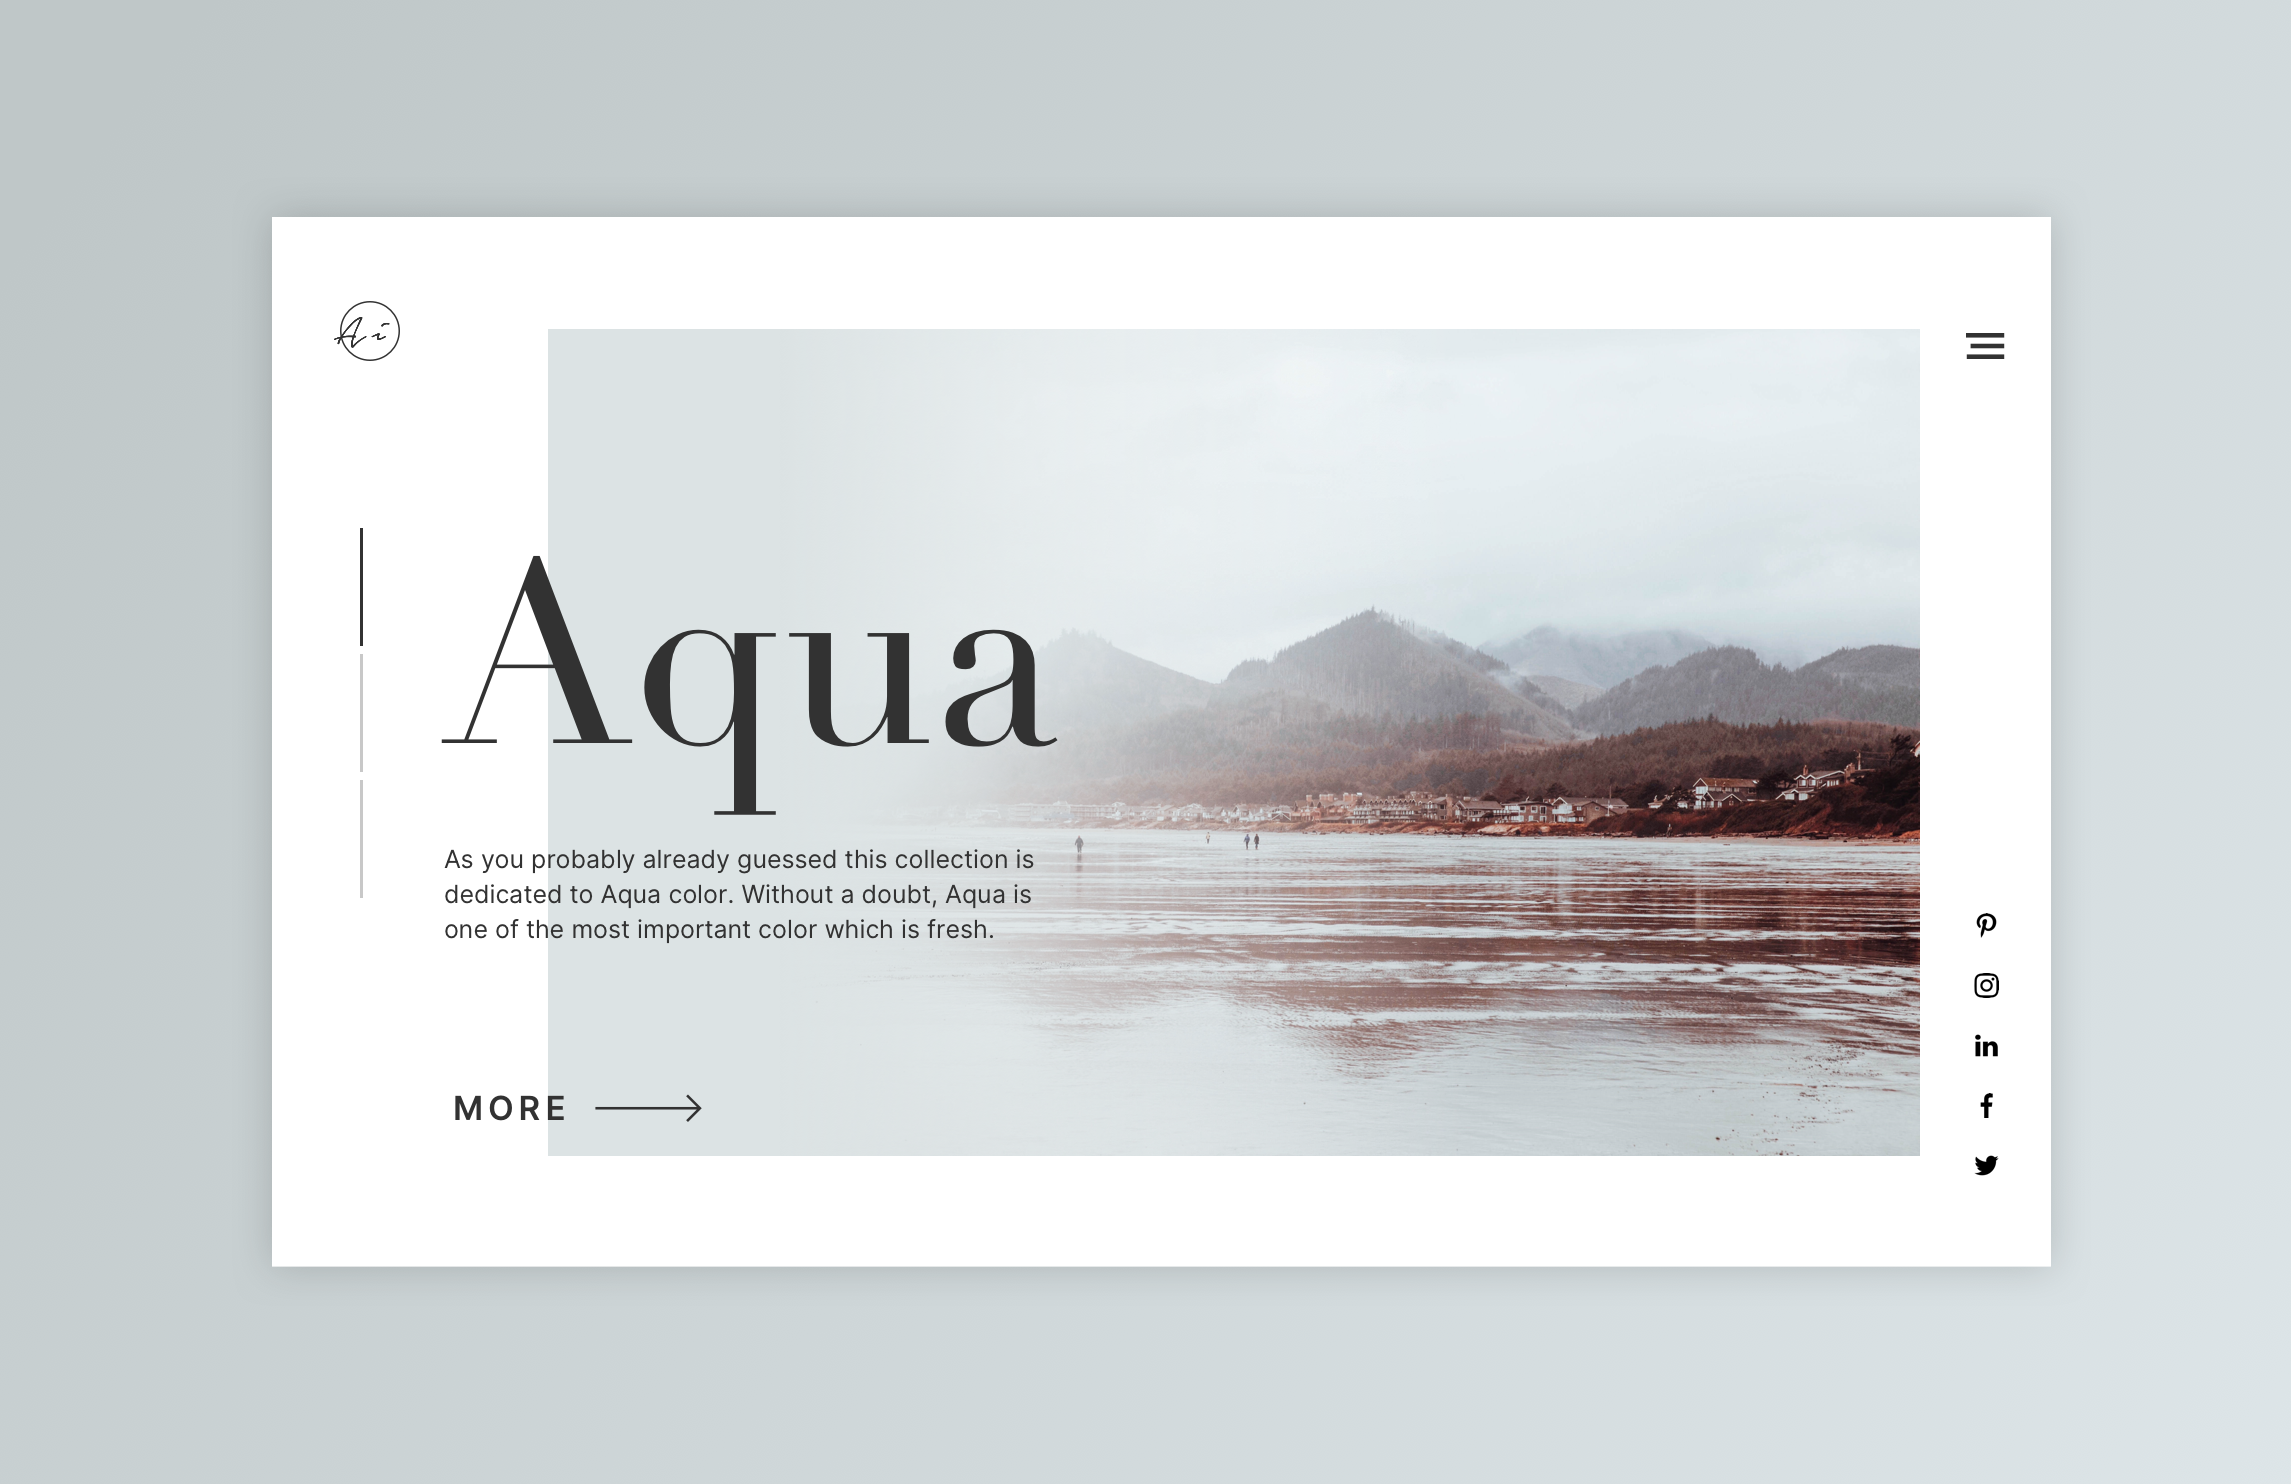 Ai
Aqua
As you probably already guessed this collection is
dedicated to Aqua color. Without a doubt, Aqua is
one of the most important color which is fresh.
MORE